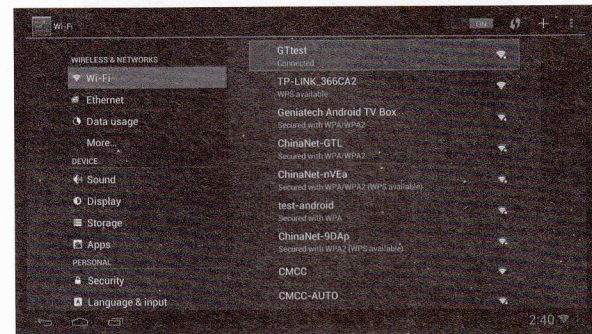 Wi-Fi
ON
WIRELESS & NETWORKS
Wi-Fi
Ethernet
Data usage
More...
DEVICE
Sound
Display
Storage
Apps
PERSONAL
Security
Language & input
GTtest
Connected
TP-LINK_366CA2
WPS available
Geniatech Android TV Box
Secured with WPA/WPA2
ChinaNet-GTL
Secured with WPA/WPA2
ChinaNet-nVEa
Secured with WPA/WPA2 (WPS available)
test-android
Secured with WPA
ChinaNet-9DAp
Secured with WPA2 (WPS available)
CMCC
CMCC-AUTO
2:40